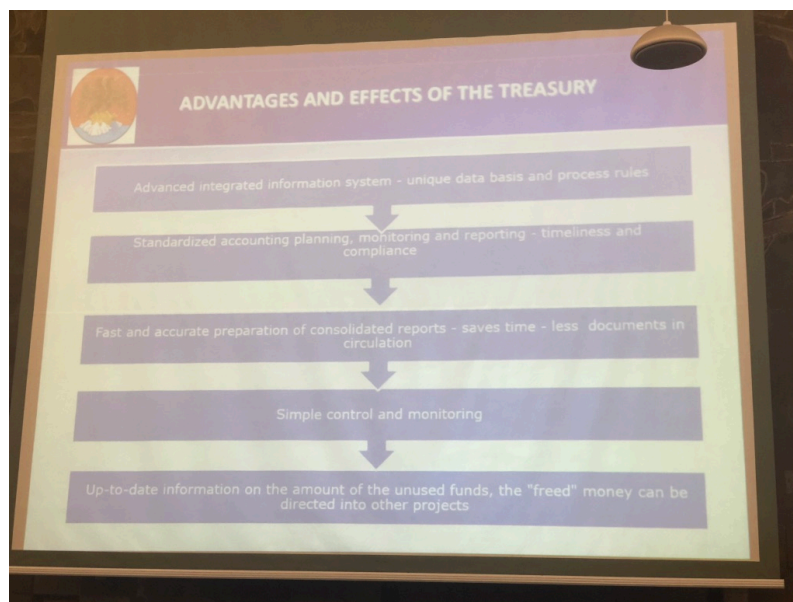 ADVANTAGES AND EFFECTS OF THE TREASURY
Advanced integrated information system - unique data basis and process rules
Standardized accounting planning, monitoring and reporting - timeliness and
compliance
Fast and accurate preparation of consolidated reports - saves time - less documents in
circulation
Simple control and monitoring
Up-to-date information on the amount of the unused funds, the "freed" money can be
directed into other projects